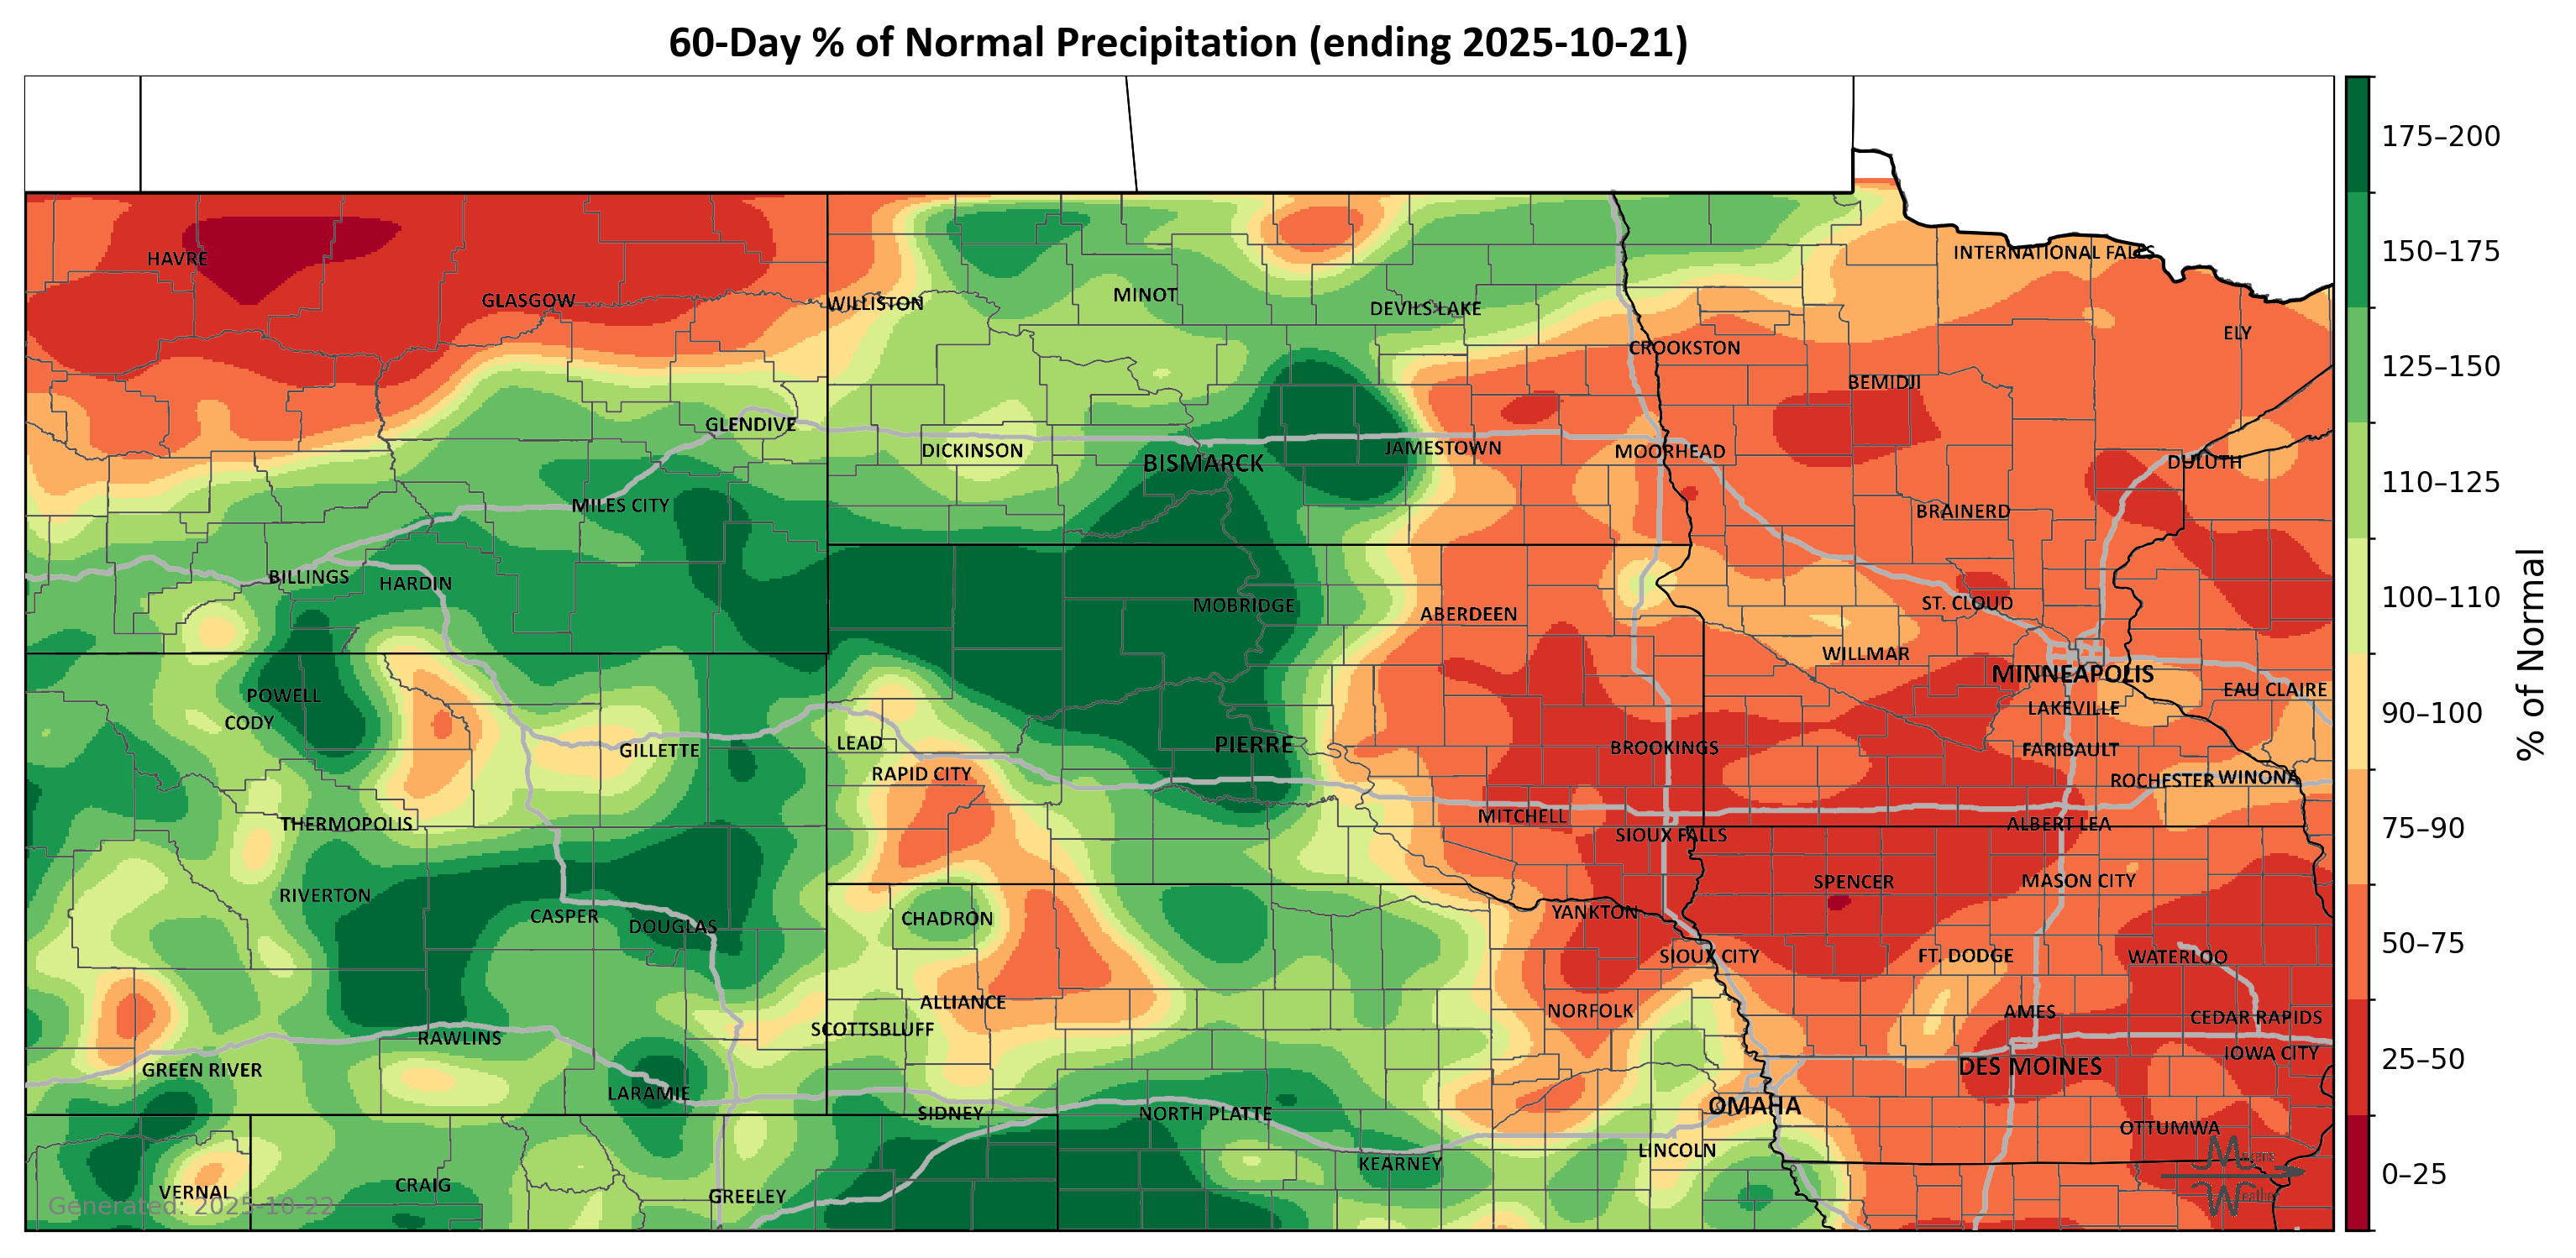 60-Day % of Normal Precipitation (ending 2025-10-21)
175–200
INTERNATIONAL FALLS
150–175
HAVRE
MINOT
GLASGOW
WILLISTON
DEVILS LAKE
ELY
CROOKSTON
125–150
BEMIDJI
GLENDIVE
DICKINSON
JAMESTOWN
MOORHEAD
BISMARCK
DULUTH
110–125
MILES CITY
BRAINERD
BILLINGS
HARDIN
100–110
MOBRIDGE
ABERDEEN
ST. CLOUD
WILLMAR
MINNEAPOLIS
EAU CLAIRE
POWELL
CODY
LAKEVILLE
90–100
% of Normal
GILLETTE
LEAD
PIERRE
BROOKINGS
FARIBAULT
RAPID CITY
ROCHESTER
WINONA
THERMOPOLIS
MITCHELL
ALBERT LEA
75–90
SIOUX FALLS
RIVERTON
SPENCER
MASON CITY
CASPER
DOUGLAS
CHADRON
YANKTON
50–75
SIOUX CITY
FT. DODGE
WATERLOO
ALLIANCE
NORFOLK
AMES
CEDAR RAPIDS
SCOTTSBLUFF
RAWLINS
IOWA CITY
25–50
GREEN RIVER
DES MOINES
LARAMIE
SIDNEY
NORTH PLATTE
OMAHA
OTTUMWA
LINCOLN
KEARNEY
Mavens
Weather
0–25
VERNAL
CRAIG
GREELEY
Generated: 2025-10-22